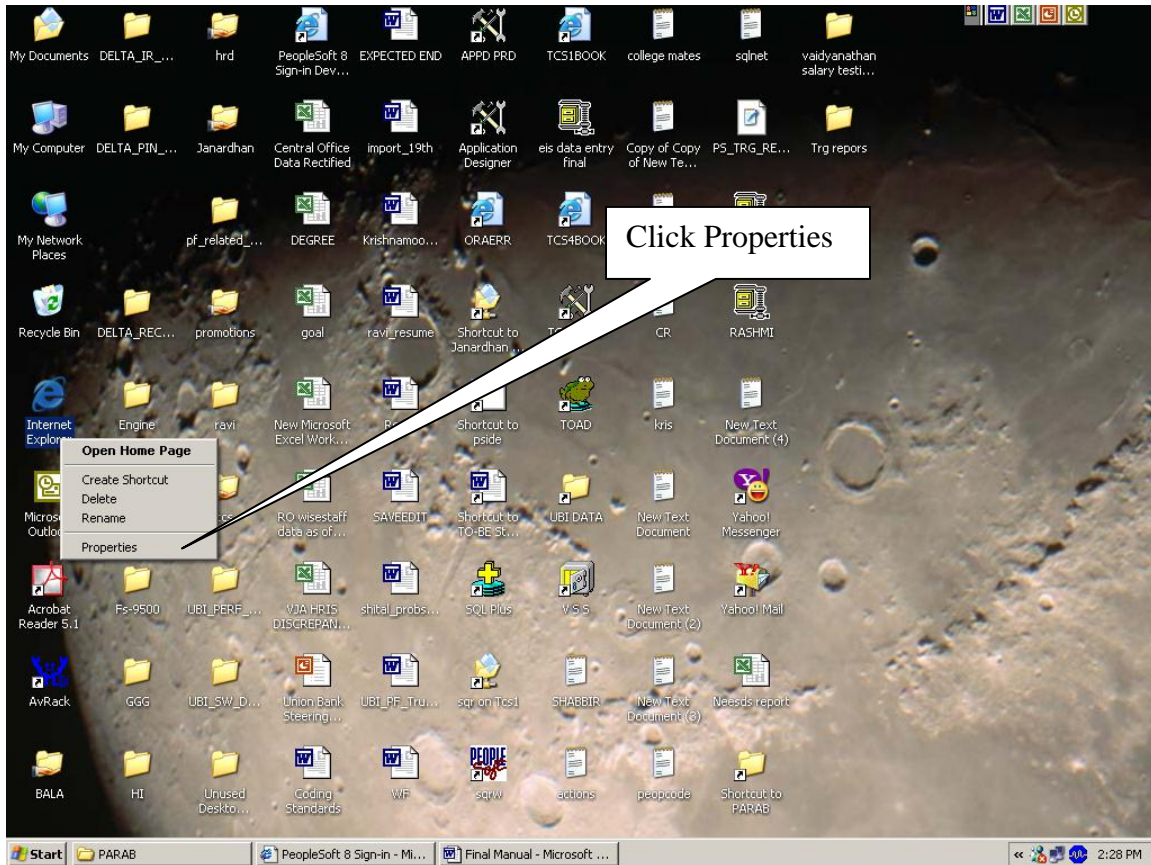 My Documents
DELTA_IR_...
hrd
PeopleSoft 8
Sign-in Dev...
EXPECTED END
APPD PRD
TCS1BOOK
college mates
sqlnet
vaidyanathan
salary testi...
My Computer
DELTA_PIN_...
Janardhan
Central Office
Data Rectified
import_19th
Application
Designer
eis data entry
final
Copy of Copy
of New Te...
PS_TRG_RE...
Trg repors
My Network
Places
pf_related_...
DEGREE
Krishnamoo...
ORAERR
TCS4BOOK
Click Properties
Recycle Bin
DELTA_REC...
promotions
goal
ravi_resume
Shortcut to
Janardhan ...
CR
RASHMI
Internet
Explorer
Engine
ravi
New Microsoft
Excel Work...
Shortcut to
pside
TOAD
kris
New Text
Document (4)
Open Home Page
Create Shortcut
Delete
Rename
Properties
Microso
Outlo
cs
RO wisestaff
data as of...
SAVEEDIT
Shortcut to
TO-BE St...
UBI DATA
New Text
Document
Yahoo!
Messenger
Acrobat
Reader 5.1
Fs-9500
UBI_PERF_...
VJA HRIS
DISCREPAN...
shital_probs...
SQL Plus
V S S
New Text
Document (2)
Yahoo! Mail
AvRack
GGG
UBI_SW_D...
Union Bank
Steering...
UBI_PF_Tru...
sqr on Tcs1
SHABBIR
New Text
Document (3)
Neesds report
BALA
HI
Unused
Deskto...
Coding
Standards
WF
PEOPLE
Soft
sqrw
actions
peopcode
Shortcut to
PARAB
Start
PARAB
PeopleSoft 8 Sign-in - Mi...
Final Manual - Microsoft ...
2:28 PM